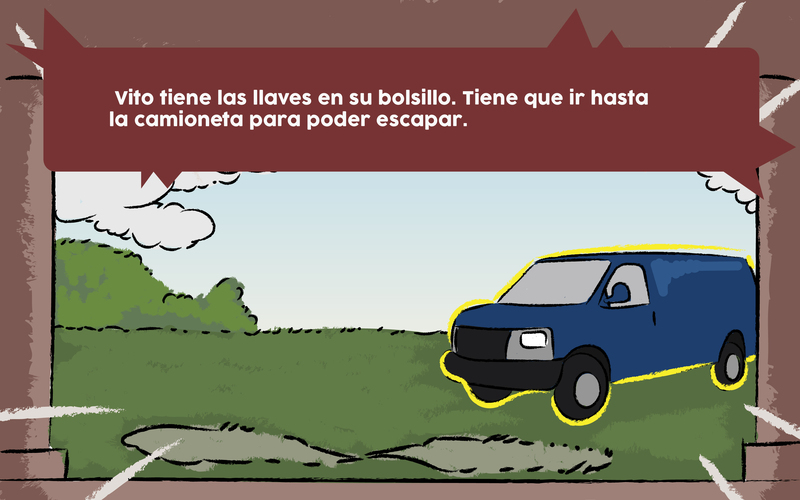 Vito tiene las llaves en su bolsillo. Tiene que ir hasta
la camioneta para poder escapar.